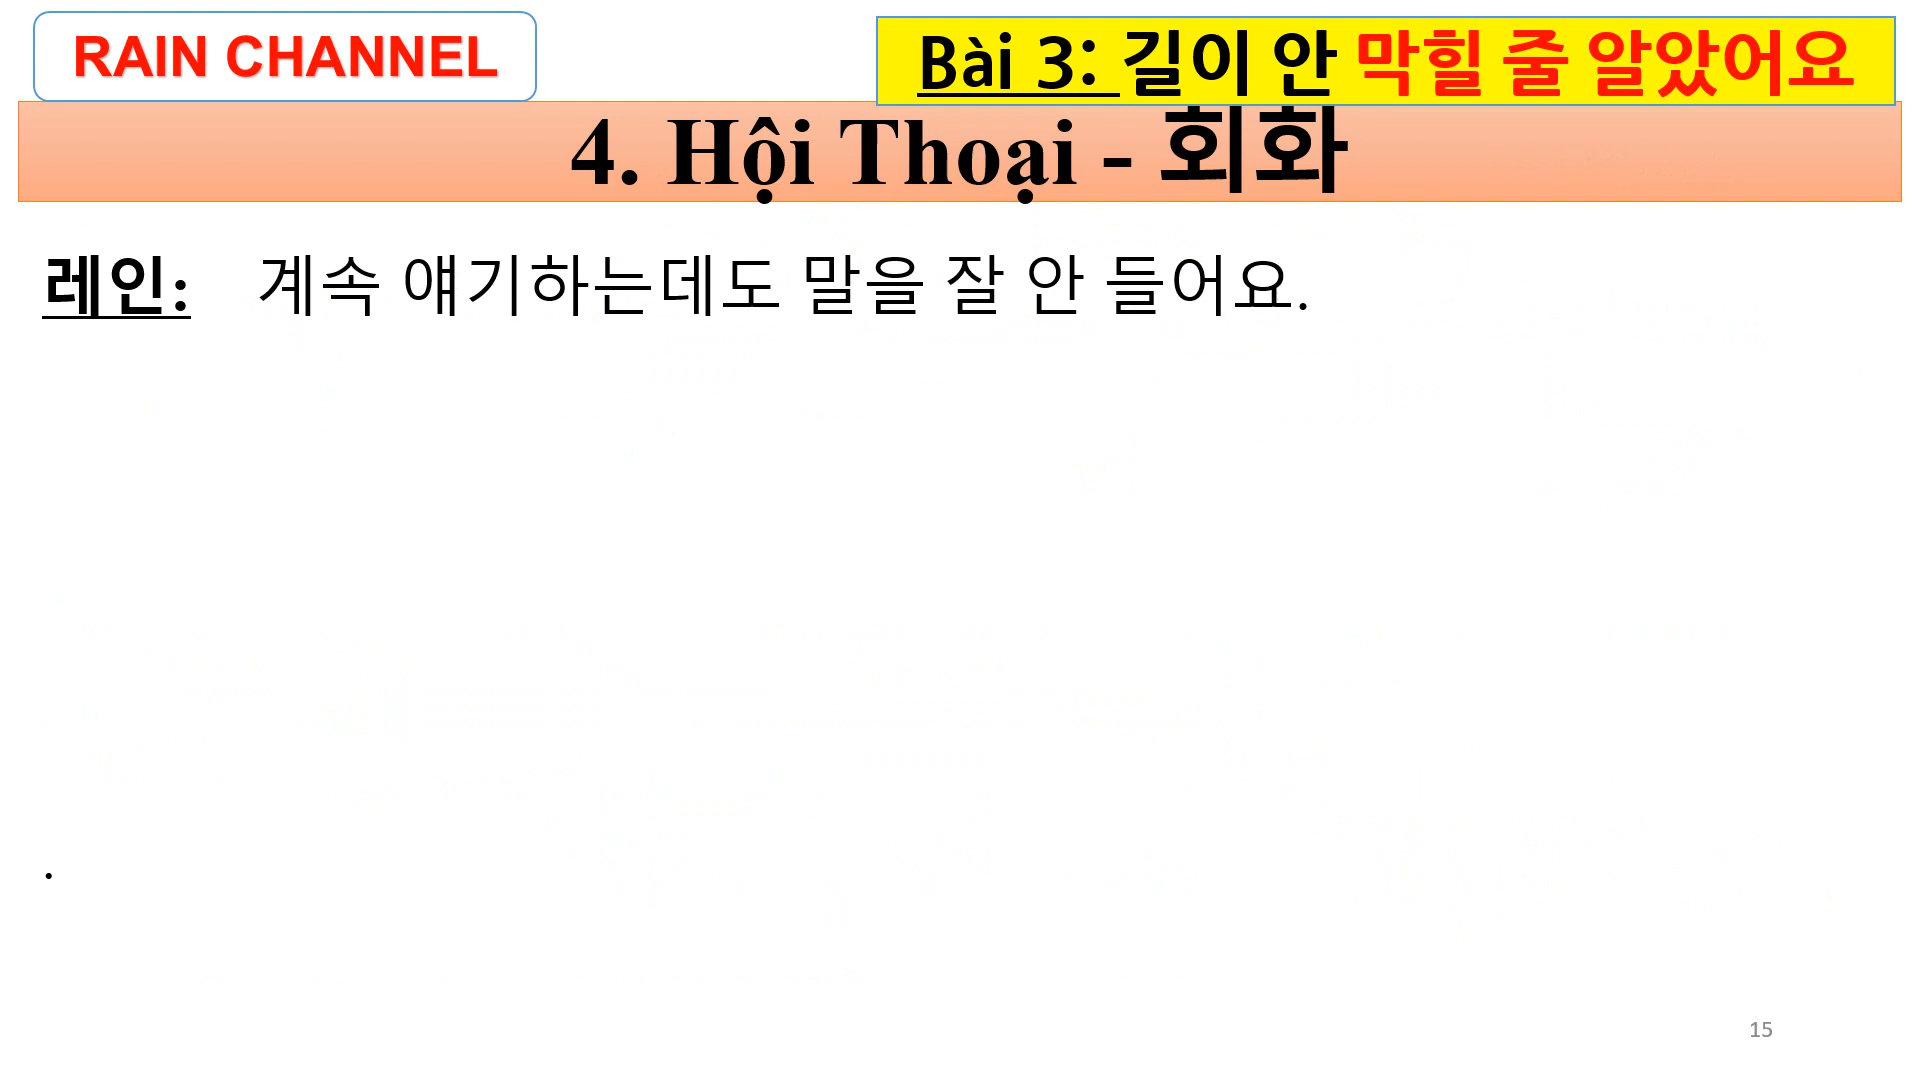 RAIN CHANNEL
Bài 3: 길이 안 막힐 줄 알았어요
4. Hội Thoại - 회화
레인: 계속 얘기하는데도 말을 잘 안 들어요.
.
15